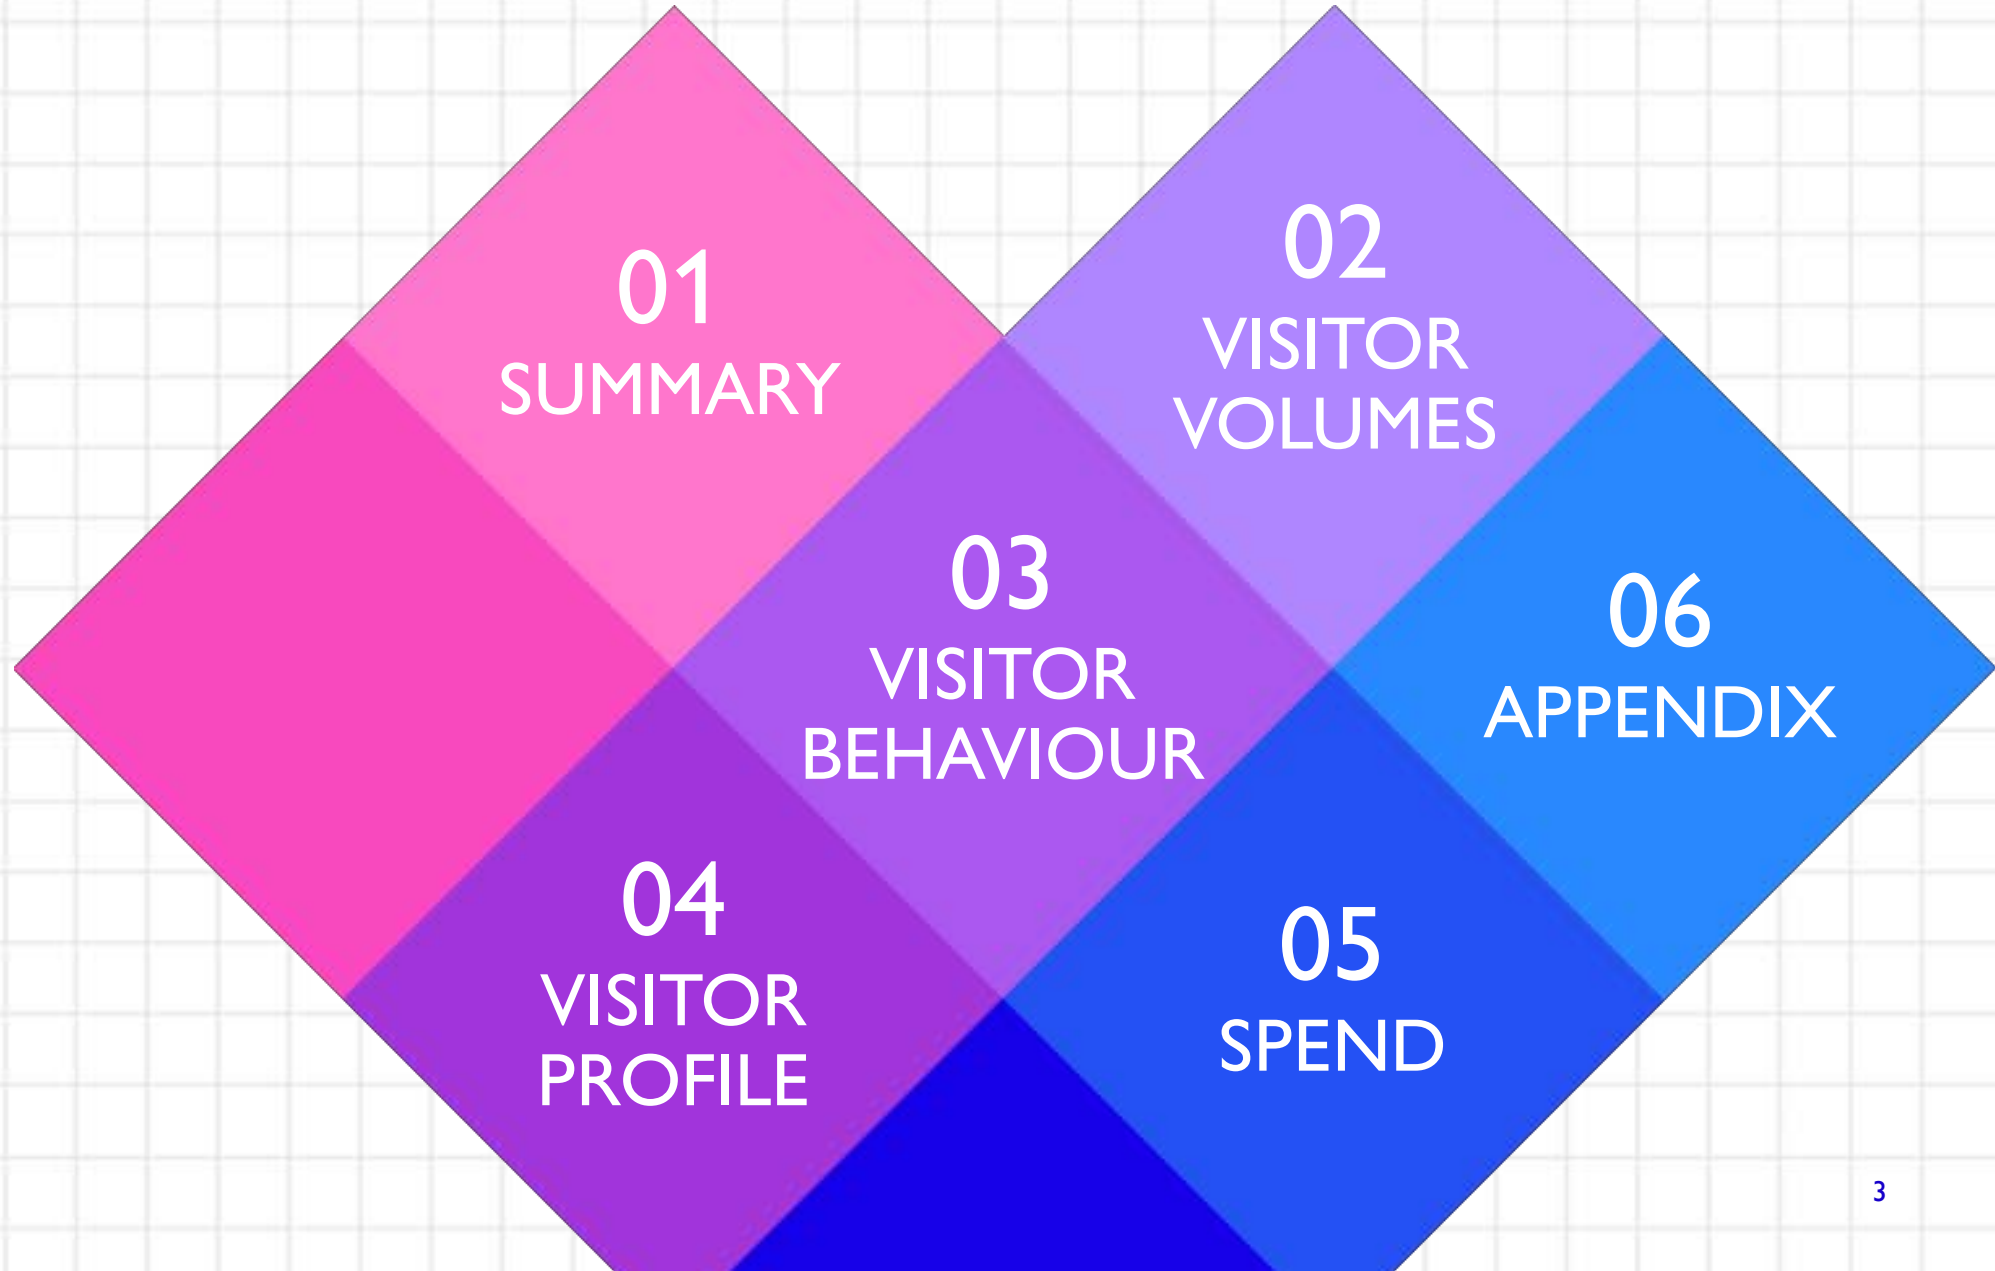 01
SUMMARY
02
VISITOR
VOLUMES
03
VISITOR
BEHAVIOUR
04
VISITOR
PROFILE
05
SPEND
06
APPENDIX
3